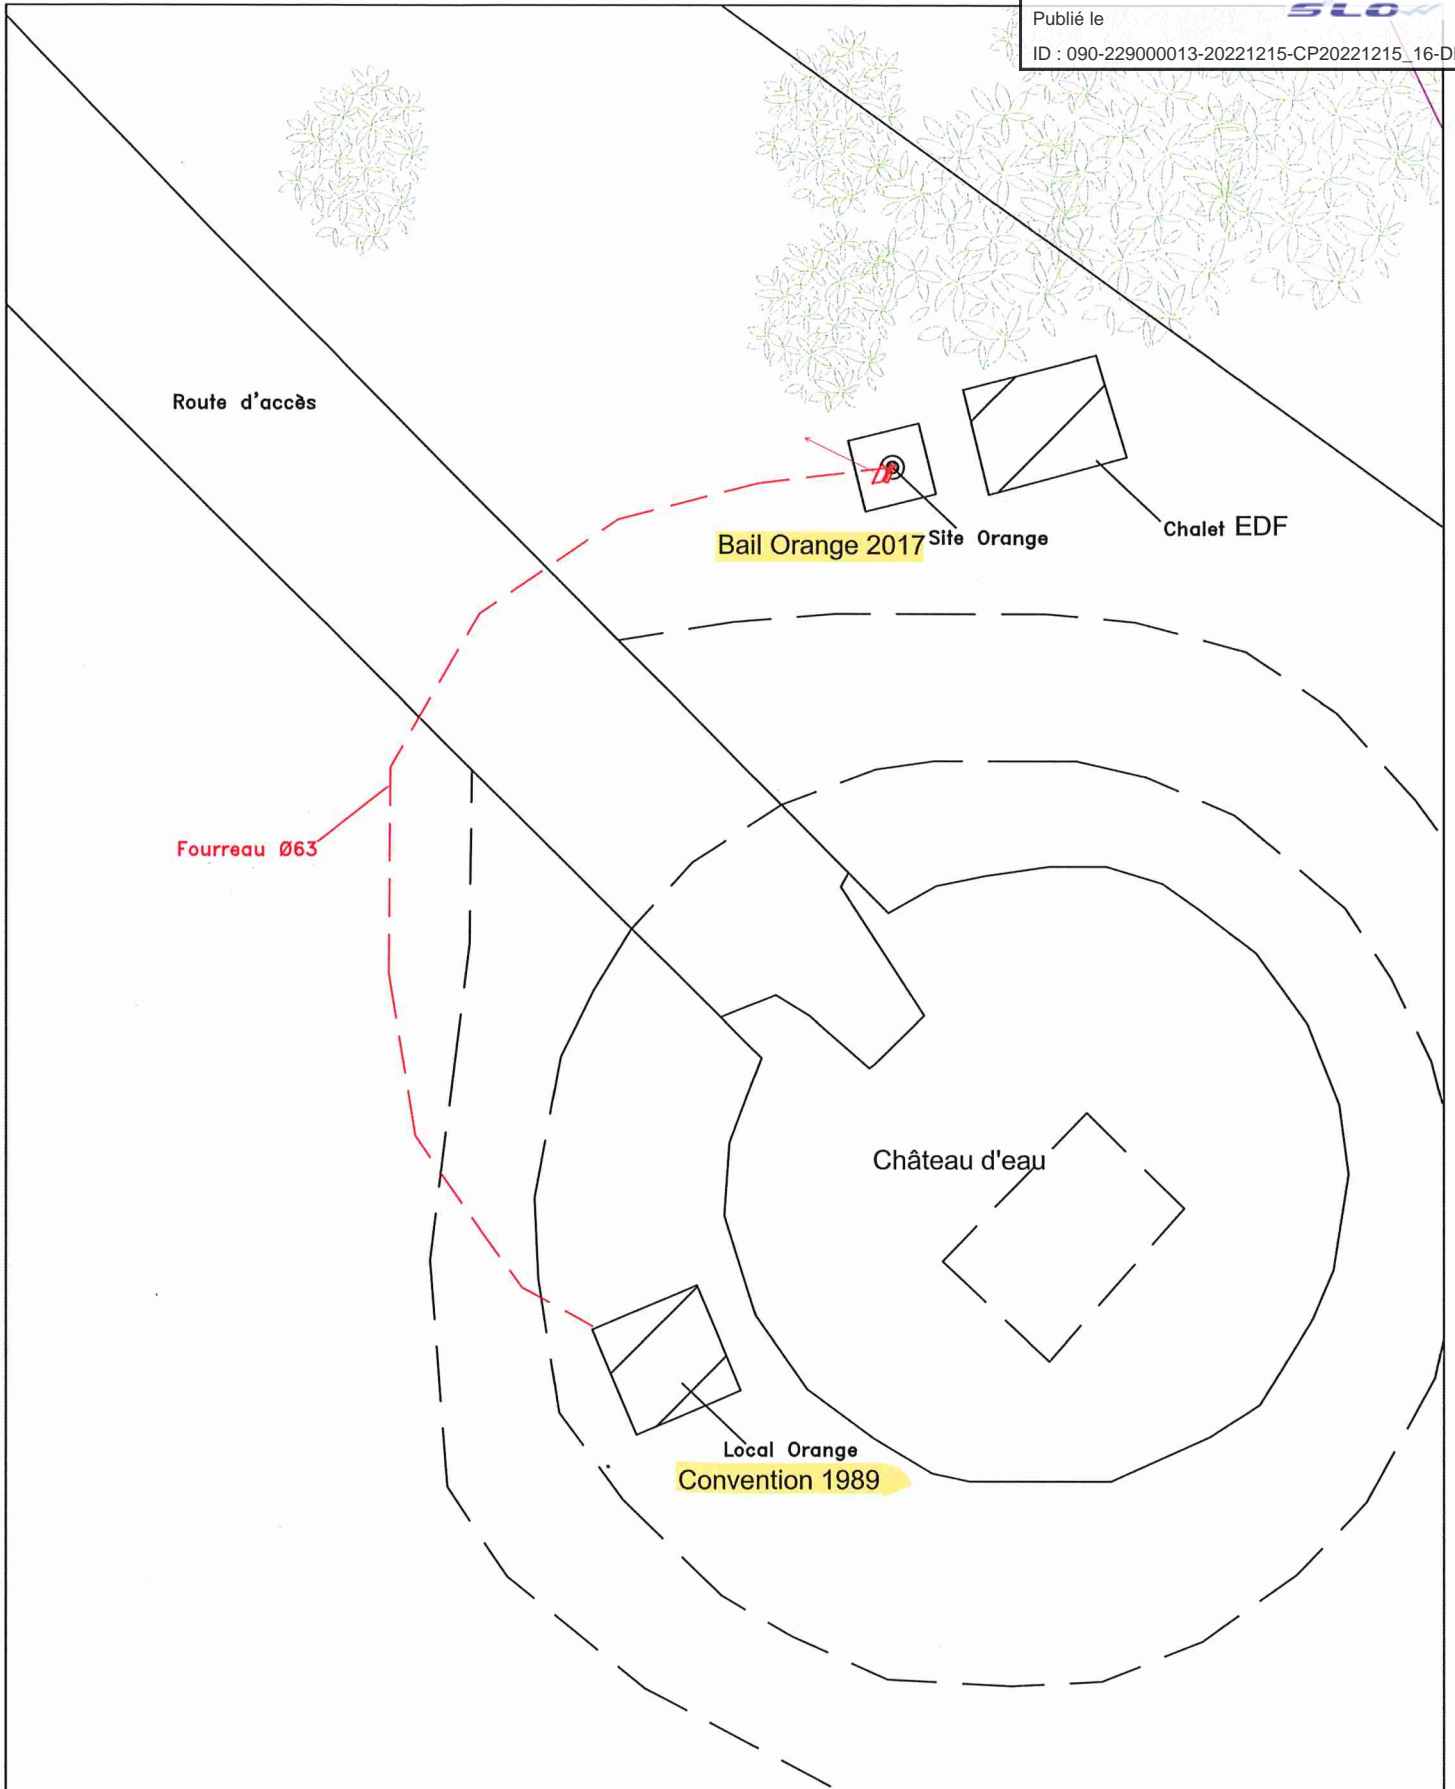 Publié le
SLOW
ID : 090-229000013-20221215-CP20221215_16-D
Route d'accès
Bail Orange 2017
Site Orange
Chalet EDF
Fourreau Ø63
Château d'eau
Local Orange
Convention 1989